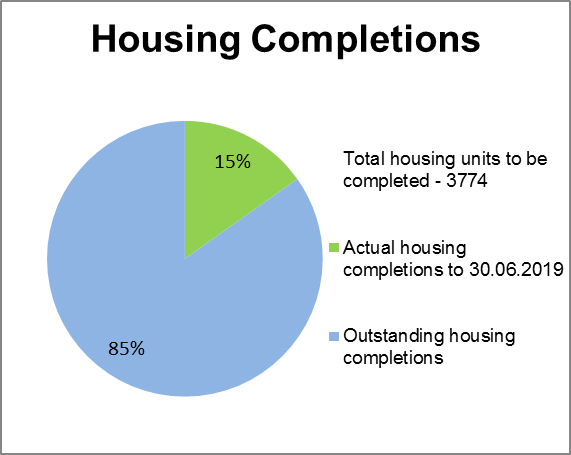 Housing Completions
15%
85%
Total housing units to be
completed - 3774
Actual housing
completions to 30.06.2019
Outstanding housing
completions